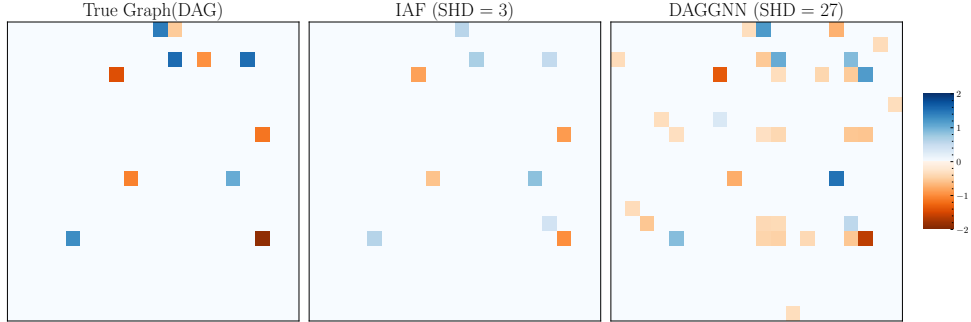 True Graph(DAG)
IAF (SHD = 3)
DAGGNN (SHD = 27)
2
1
0
−1
−2